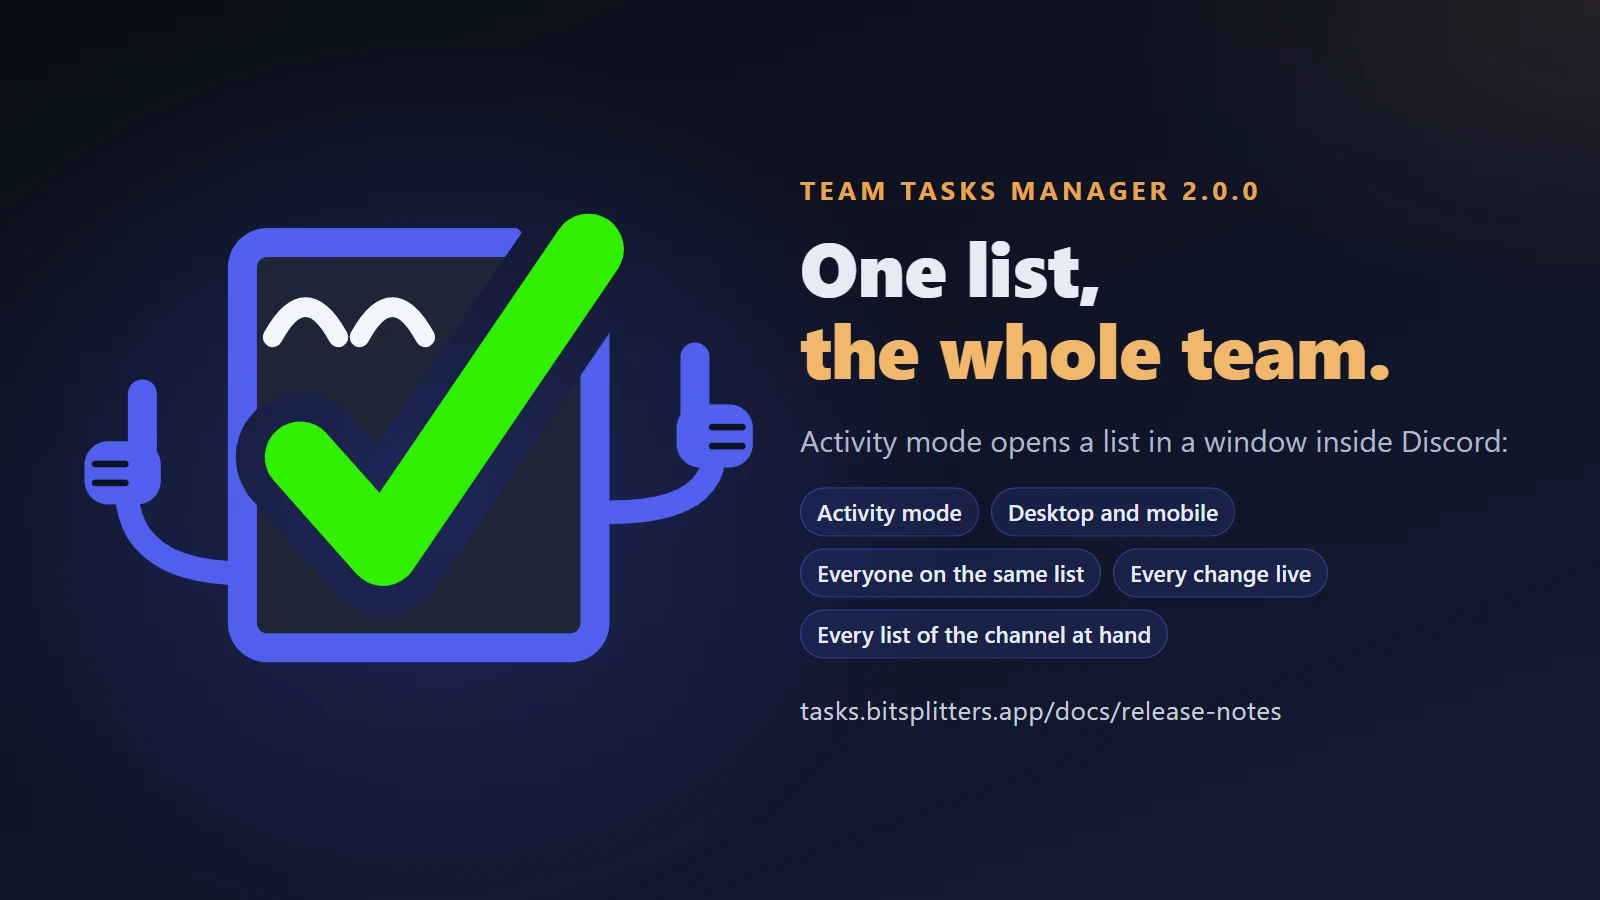 TEAM TASKS MANAGER 2.0.0
One list,
the whole team.
Activity mode opens a list in a window inside Discord:
Activity mode
Desktop and mobile
Everyone on the same list
Every change live
Every list of the channel at hand
tasks.bitsplitters.app/docs/release-notes